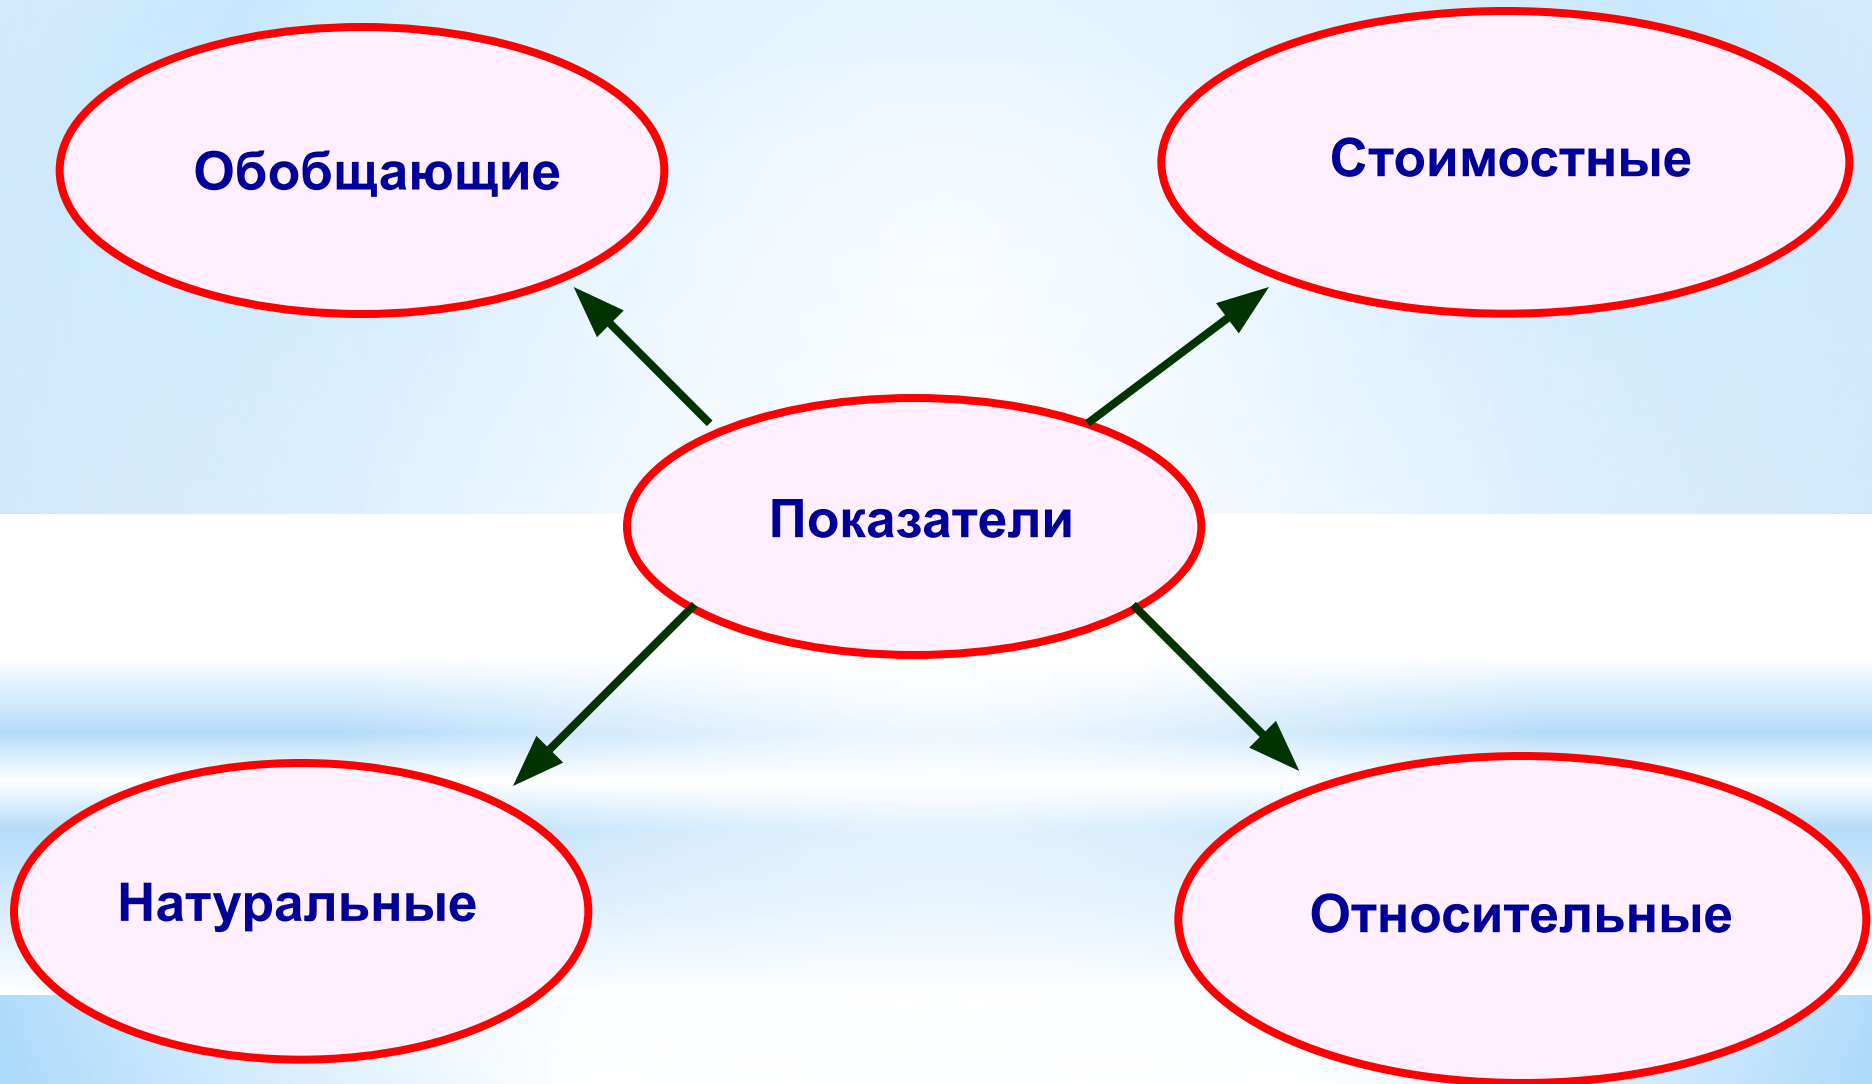 Обобщающие
Стоимостные
Показатели
Натуральные
Относительные